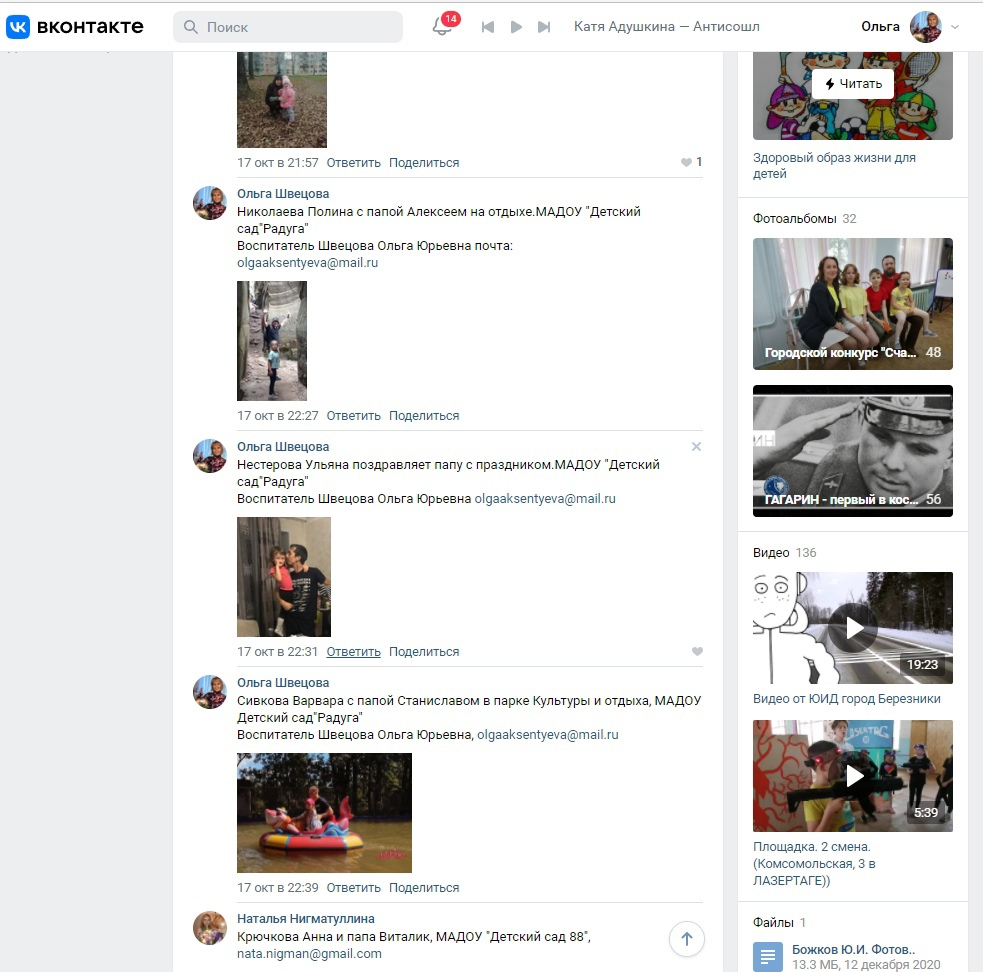 вконтакте
Поиск
14
Катя Адушкина — Антисошл
Ольга
17 окт в 21:57 Ответить Поделиться 1
Ольга Швецова
Николаева Полина с папой Алексеем на отдыхе.МАДОУ "Детский
сад"Радуга"
Воспитатель Швецова Ольга Юрьевна почта:
olgaaksentyeva@mail.ru
17 окт в 22:27 Ответить Поделиться
Ольга Швецова
Нестерова Ульяна поздравляет папу с праздником.МАДОУ "Детский
сад"Радуга"
Воспитатель Швецова Ольга Юрьевна olgaaksentyeva@mail.ru
17 окт в 22:31 Ответить Поделиться
Ольга Швецова
Сивкова Варвара с папой Станиславом в парке Культуры и отдыха, МАДОУ
Детский сад"Радуга"
Воспитатель Швецова Ольга Юрьевна, olgaaksentyeva@mail.ru
17 окт в 22:39 Ответить Поделиться
Наталья Нигматуллина
Крючкова Анна и папа Виталик, МАДОУ "Детский сад 88",
nata.nigman@gmail.com
Читать
Здоровый образ жизни для
детей
Фотоальбомы 32
Городской конкурс "Сча... 48
ИН
ГАГАРИН - первый в кос... 56
Видео 136
19:23
Видео от ЮИД город Березники
5:39
Площадка. 2 смена.
(Комсомольская, 3 в
ЛАЗЕРТАГЕ))
Файлы 1
Божков Ю.И. Фотов..
13.3 МБ, 12 декабря 2020